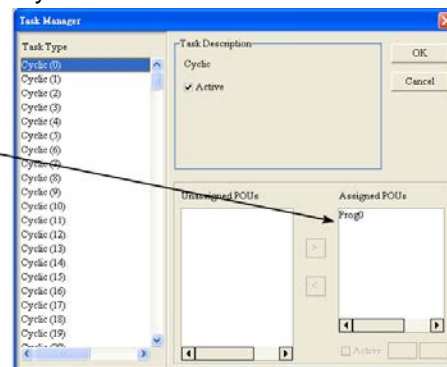 Task Manager
Task Type
Cyclic (0)
Cyclic (1)
Cyclic (2)
Cyclic (3)
Cyclic (4)
Cyclic (5)
Cyclic (6)
Cyclic (7)
Cyclic (8)
Cyclic (9)
Cyclic (10)
Cyclic (11)
Cyclic (12)
Cyclic (13)
Cyclic (14)
Cyclic (15)
Cyclic (16)
Cyclic (17)
Cyclic (18)
Cyclic (19)
Task Description
Cyclic
Active
OK
Cancel
Unassigned POUs
Assigned POUs
Prog0
>
<
Active